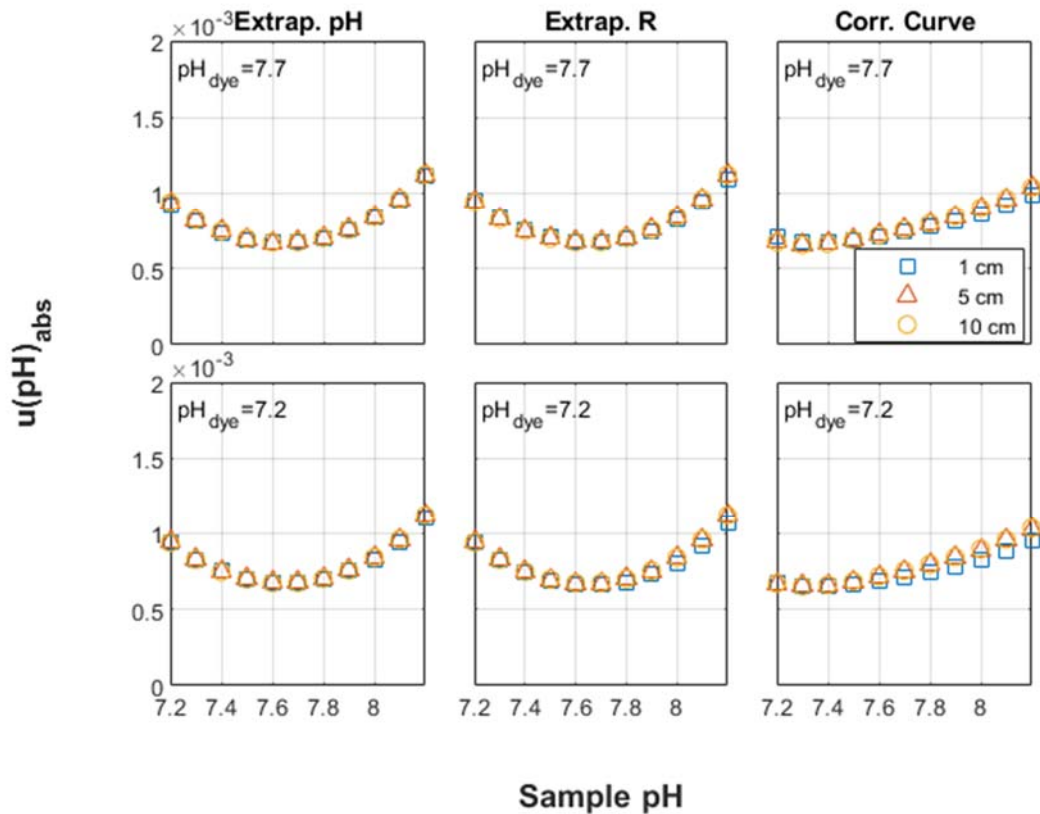 ×10⁻³ Extrap. pH
Extrap. R
Corr. Curve
2
1.5
1
0.5
0
pH_dye=7.7
pH_dye=7.7
pH_dye=7.7
1 cm
5 cm
10 cm
×10⁻³
2
1.5
1
0.5
0
pH_dye=7.2
pH_dye=7.2
pH_dye=7.2
7.2 7.4 7.6 7.8 8
7.2 7.4 7.6 7.8 8
7.2 7.4 7.6 7.8 8
u(pH)_abs
Sample pH